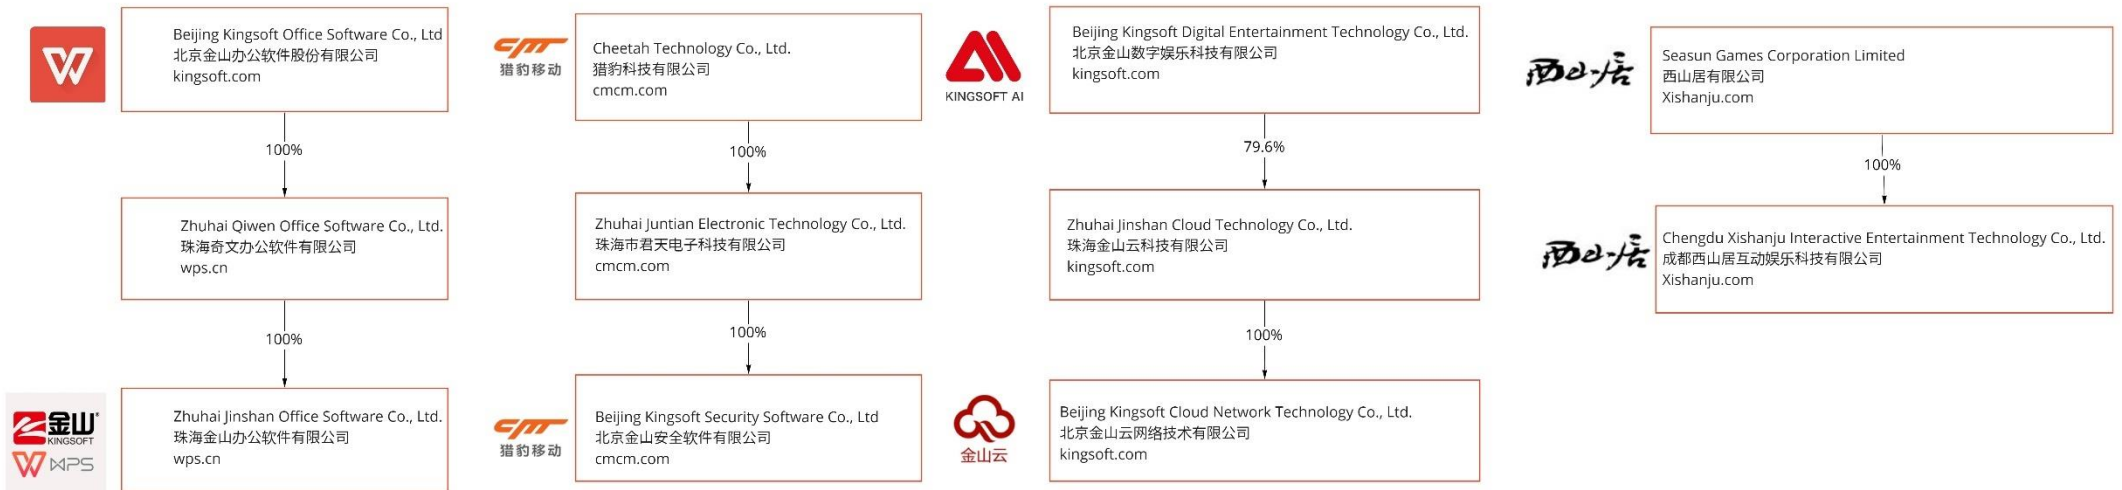 Beijing Kingsoft Office Software Co., Ltd
北京金山办公软件股份有限公司
kingsoft.com
100%
Zhuhai Qiwen Office Software Co., Ltd.
珠海奇文办公软件有限公司
wps.cn
100%
金山®
KINGSOFT
WPS
Zhuhai Jinshan Office Software Co., Ltd.
珠海金山办公软件有限公司
wps.cn
cm
猎豹移动
Cheetah Technology Co., Ltd.
猎豹科技有限公司
cmcm.com
100%
Zhuhai Juntian Electronic Technology Co., Ltd.
珠海市君天电子科技有限公司
cmcm.com
100%
cm
猎豹移动
Beijing Kingsoft Security Software Co., Ltd
北京金山安全软件有限公司
cmcm.com
KINGSOFT AI
Beijing Kingsoft Digital Entertainment Technology Co., Ltd.
北京金山数字娱乐科技有限公司
kingsoft.com
79.6%
Zhuhai Jinshan Cloud Technology Co., Ltd.
珠海金山云科技有限公司
kingsoft.com
100%
金山云
Beijing Kingsoft Cloud Network Technology Co., Ltd.
北京金山云网络技术有限公司
kingsoft.com
西山居
Seasun Games Corporation Limited
西山居有限公司
Xishanju.com
100%
西山居
Chengdu Xishanju Interactive Entertainment Technology Co., Ltd.
成都西山居互动娱乐科技有限公司
Xishanju.com